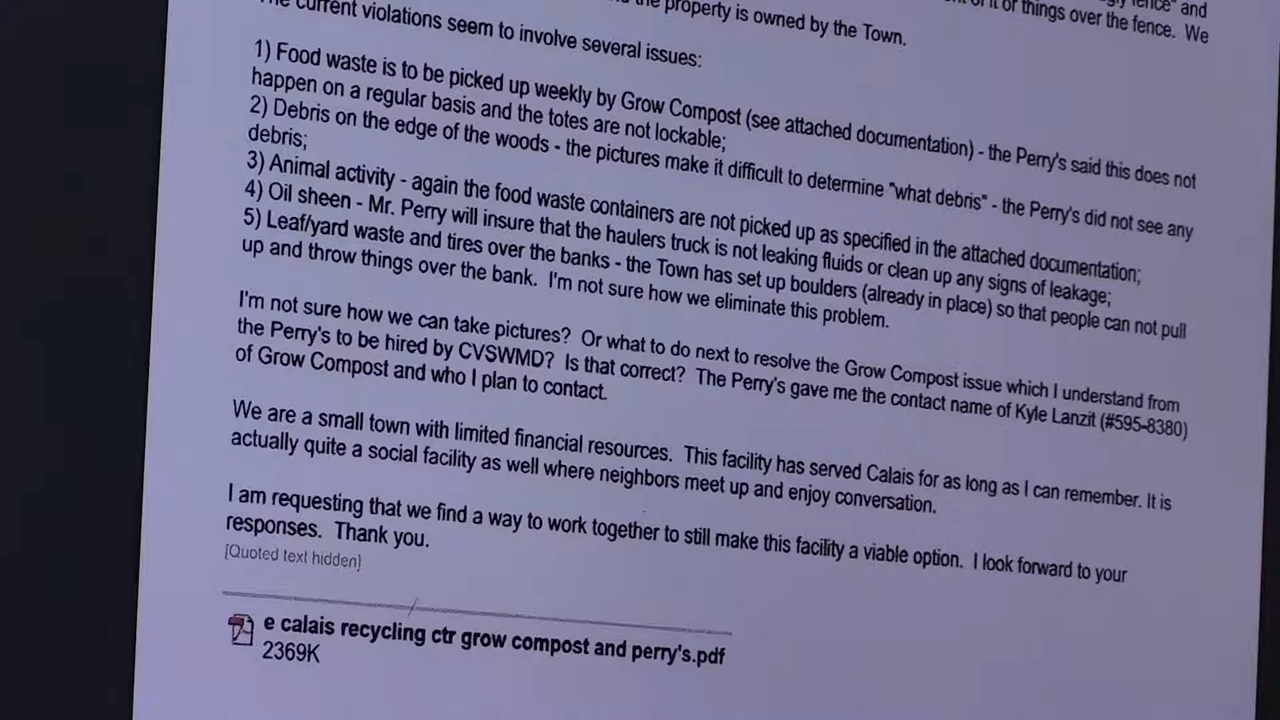 gly fence" and
nt of it or things over the fence. We
the property is owned by the Town.
The current violations seem to involve several issues:
1) Food waste is to be picked up weekly by Grow Compost (see attached documentation) - the Perry's said this does not
happen on a regular basis and the totes are not lockable;
2) Debris on the edge of the woods - the pictures make it difficult to determine "what debris" - the Perry's did not see any
debris;
3) Animal activity - again the food waste containers are not picked up as specified in the attached documentation;
4) Oil sheen - Mr. Perry will insure that the haulers truck is not leaking fluids or clean up any signs of leakage;
5) Leaf/yard waste and tires over the banks - the Town has set up boulders (already in place) so that people can not pull
up and throw things over the bank. I'm not sure how we eliminate this problem.
I'm not sure how we can take pictures? Or what to do next to resolve the Grow Compost issue which I understand from
the Perry's to be hired by CVSWMD? Is that correct? The Perry's gave me the contact name of Kyle Lanzit (#595-8380)
of Grow Compost and who I plan to contact.
We are a small town with limited financial resources. This facility has served Calais for as long as I can remember. It is
actually quite a social facility as well where neighbors meet up and enjoy conversation.
I am requesting that we find a way to work together to still make this facility a viable option. I look forward to your
responses. Thank you.
[Quoted text hidden]
e calais recycling ctr grow compost and perry's.pdf
2369K